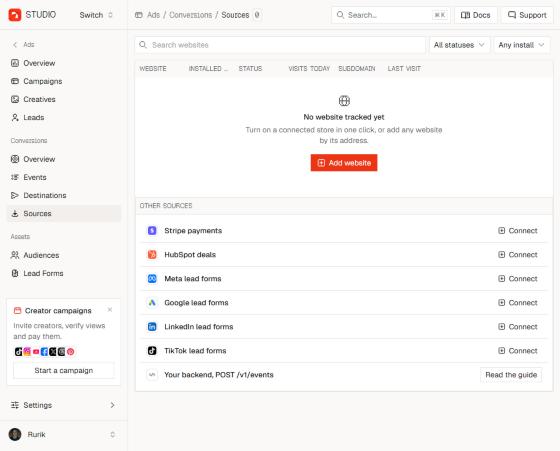 STUDIO
Switch
Ads / Conversions / Sources 0
Search...
⌘ K
Docs
Support
Ads
Overview
Campaigns
Creatives
Leads
Conversions
Overview
Events
Destinations
Sources
Assets
Audiences
Lead Forms
Creator campaigns
Invite creators, verify views
and pay them.
Start a campaign
Settings
Rurik
Search websites
All statuses
Any install
WEBSITE INSTALLED ... STATUS VISITS TODAY SUBDOMAIN LAST VISIT
No website tracked yet
Turn on a connected store in one click, or add any website
by its address.
Add website
OTHER SOURCES
Stripe payments Connect
HubSpot deals Connect
Meta lead forms Connect
Google lead forms Connect
LinkedIn lead forms Connect
TikTok lead forms Connect
Your backend, POST /v1/events Read the guide